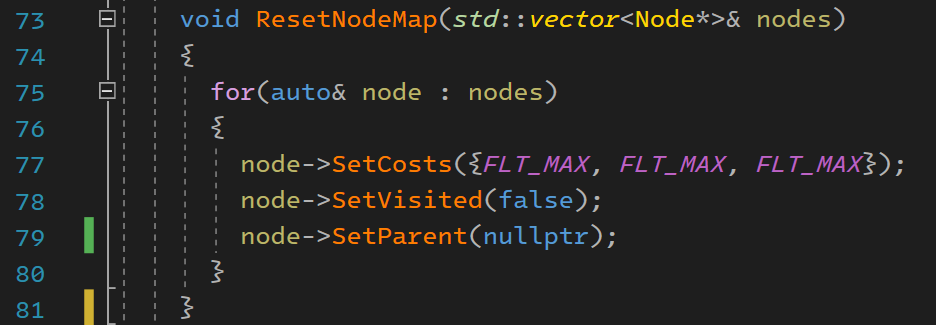 73 void ResetNodeMap(std::vector<Node*>& nodes)
74 {
75 for(auto& node : nodes)
76 {
77 node->SetCosts({FLT_MAX, FLT_MAX, FLT_MAX});
78 node->SetVisited(false);
79 node->SetParent(nullptr);
80 }
81 }